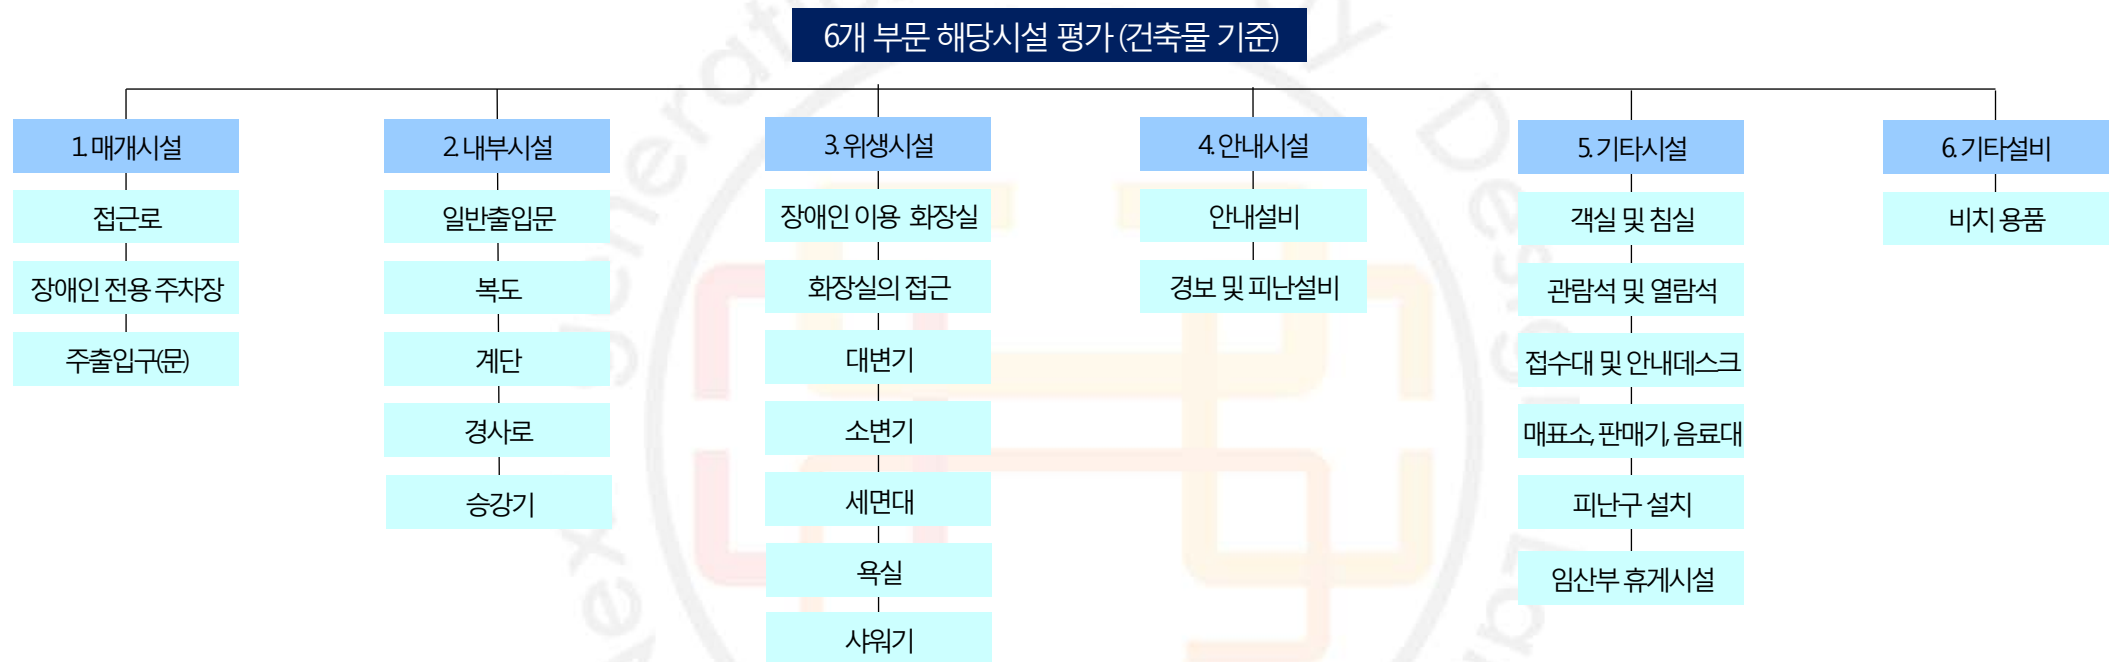 6개 부문 해당시설 평가 (건축물 기준)
1. 매개시설
접근로
장애인 전용 주차장
주출입구(문)
2. 내부시설
일반출입문
복도
계단
경사로
승강기
3. 위생시설
장애인 이용 화장실
화장실의 접근
대변기
소변기
세면대
욕실
샤워기
4. 안내시설
안내설비
경보 및 피난설비
5. 기타시설
객실 및 침실
관람석 및 열람석
접수대 및 안내데스크
매표소, 판매기, 음료대
피난구 설치
임산부 휴게시설
6. 기타설비
비치 용품